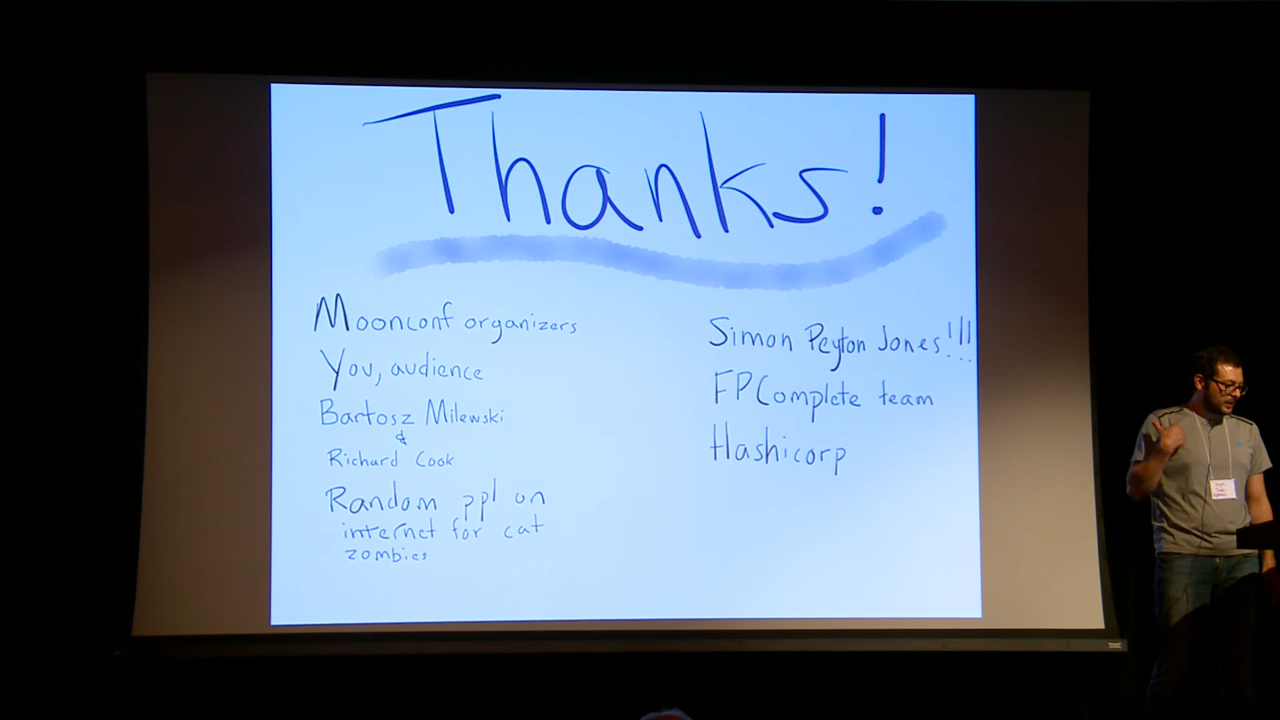 Thanks!
Moonconf organizers
You, audience
Bartosz Milewski
&
Richard Cook
Random ppl on
internet for cat
zombies
Simon Peyton Jones!!!
FPComplete team
Hashicorp